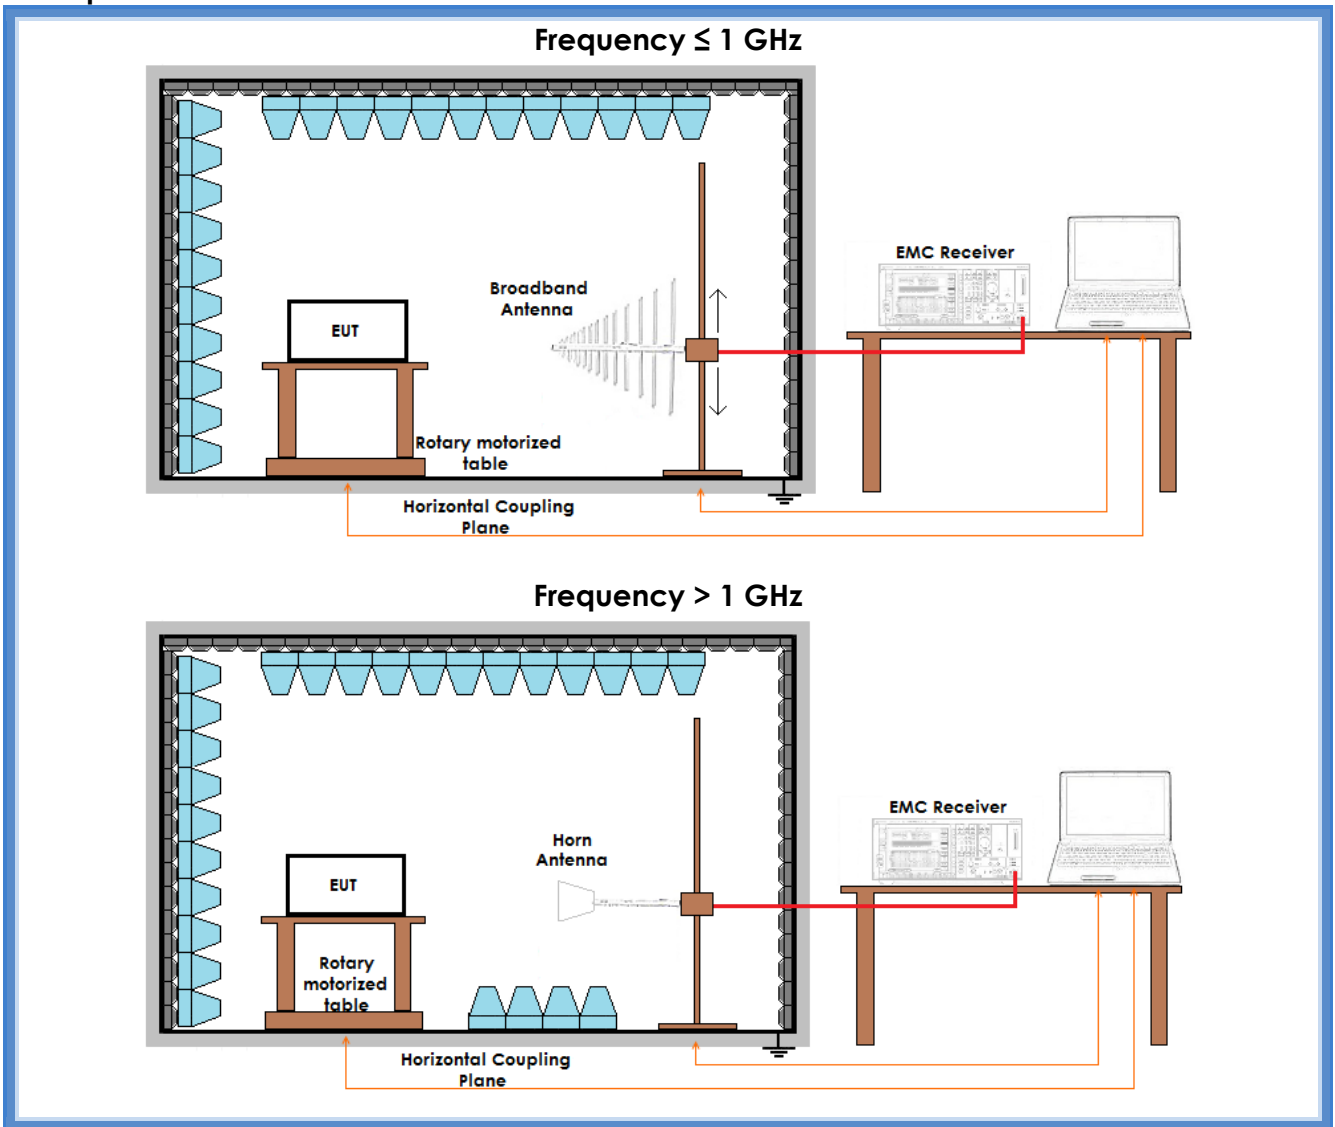 Frequency ≤ 1 GHz
EMC Receiver
Broadband
Antenna
EUT
Rotary motorized
table
Horizontal Coupling
Plane
Frequency > 1 GHz
EMC Receiver
Horn
Antenna
EUT
Rotary
motorized
table
Horizontal Coupling
Plane